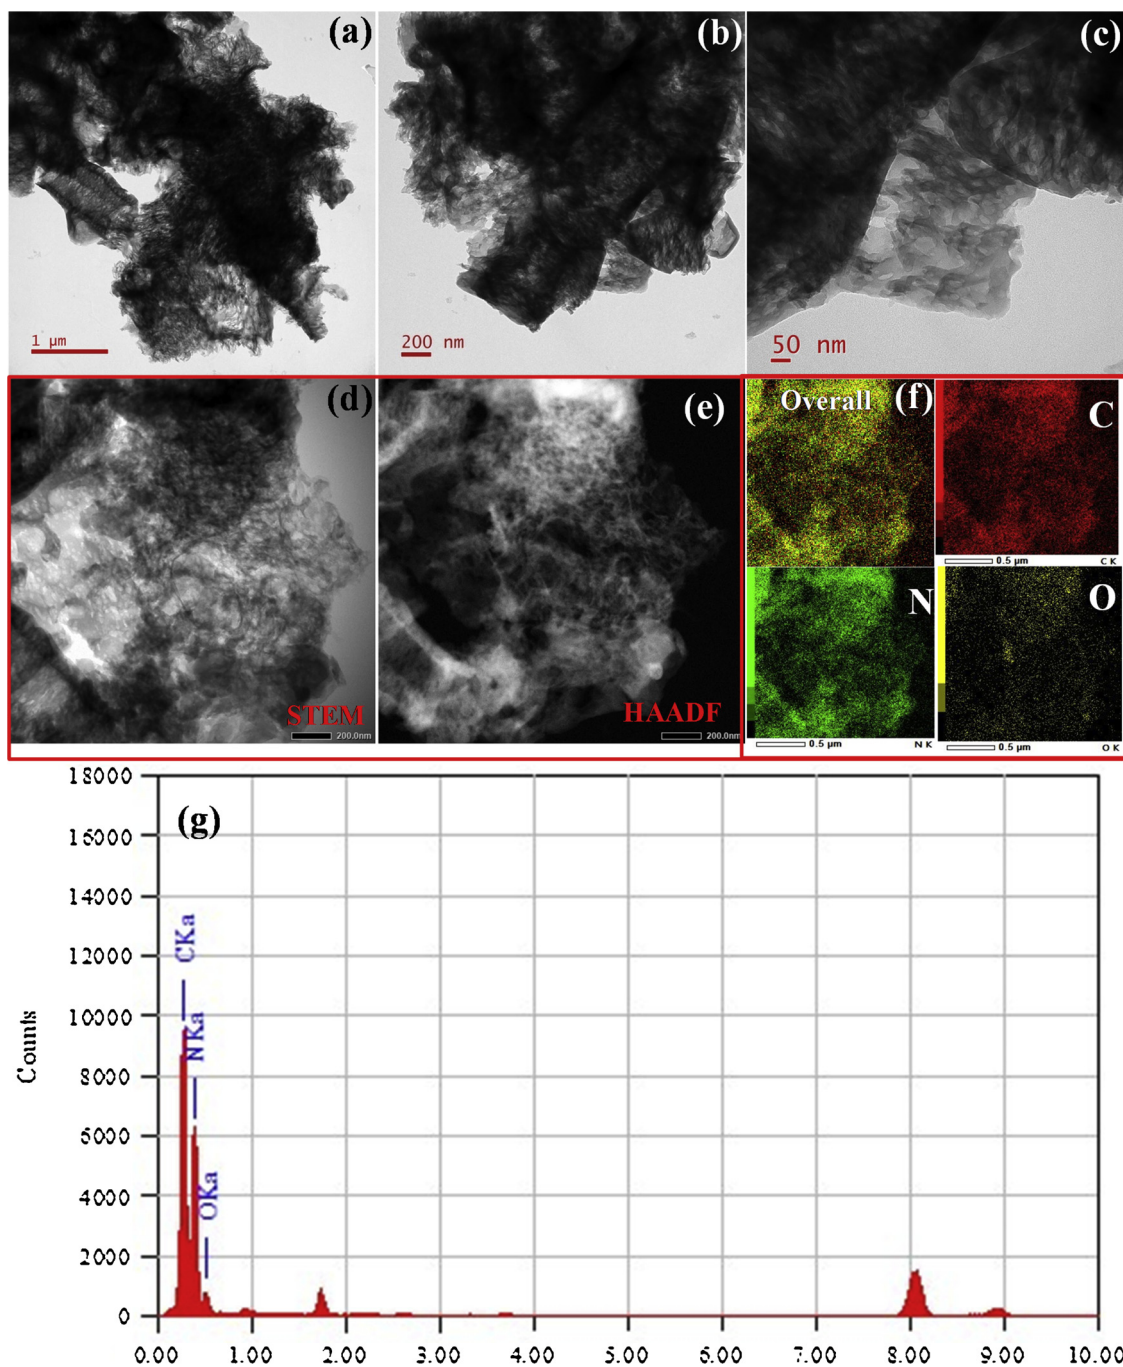 (a)
(b)
(c)
1 µm
200 nm
50 nm
(d)
(e)
Overall
(f)
C
STEM
200.0nm
HAADF
200.0nm
0.5 µm
C K
N
O
0.5 µm
N K
0.5 µm
O K
(g)
18000
16000
14000
12000
10000
8000
6000
4000
2000
0
Counts
CKa
NKa
OKa
0.00 1.00 2.00 3.00 4.00 5.00 6.00 7.00 8.00 9.00 10.00